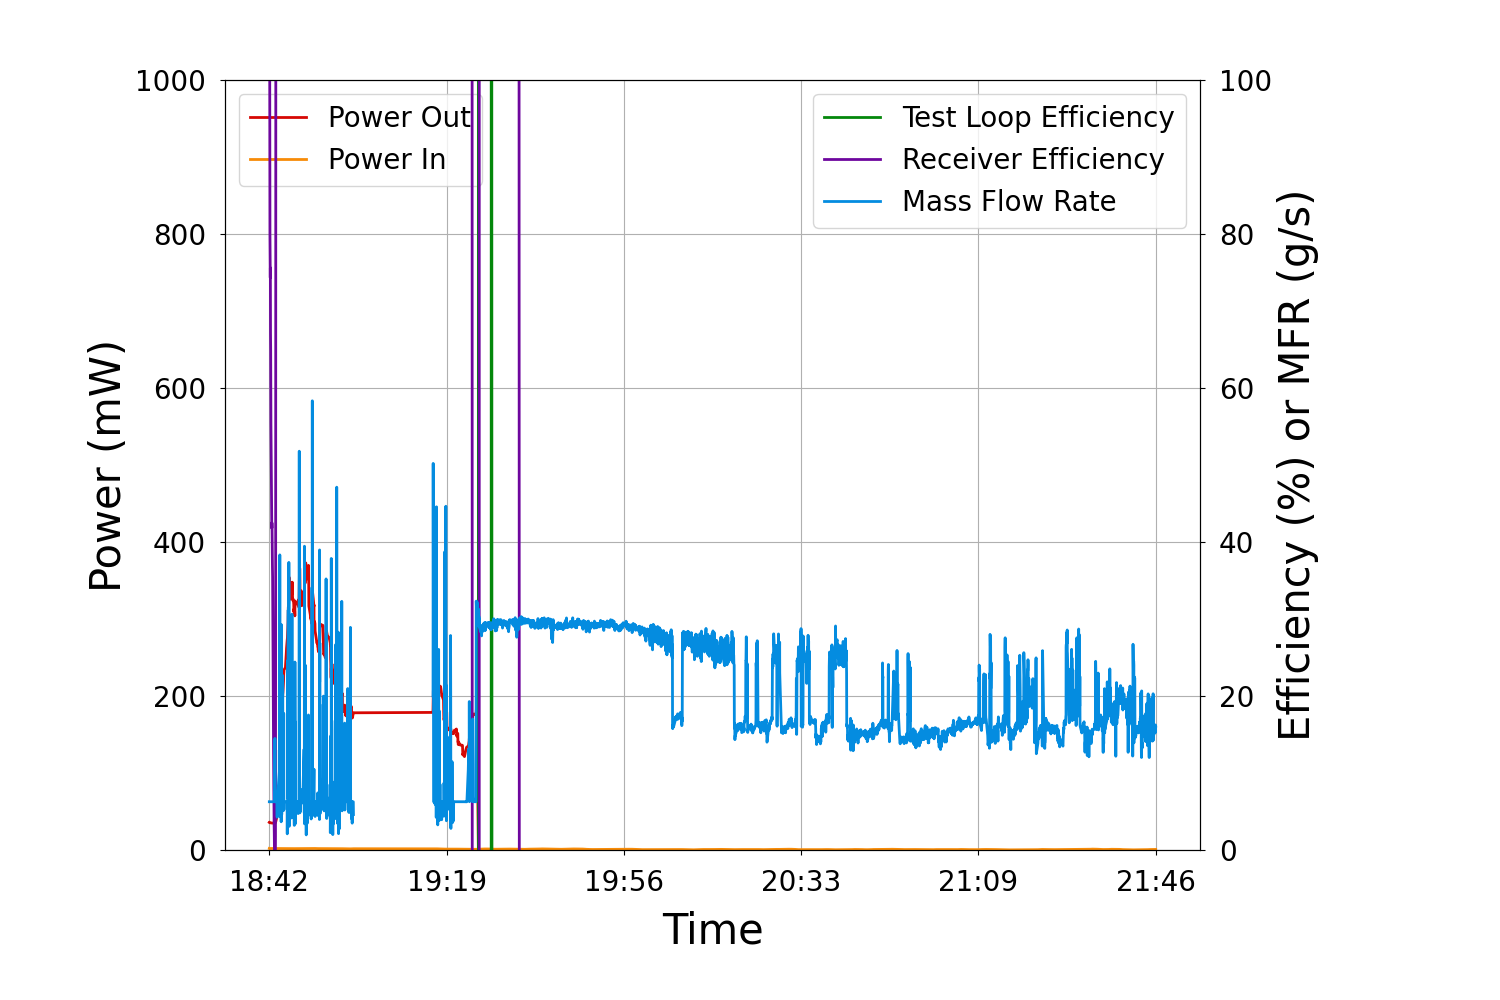 1000
800
600
400
200
0
Power (mW)
Power Out
Power In
Test Loop Efficiency
Receiver Efficiency
Mass Flow Rate
100
80
60
40
20
0
Efficiency (%) or MFR (g/s)
18:42
19:19
19:56
20:33
21:09
21:46
Time